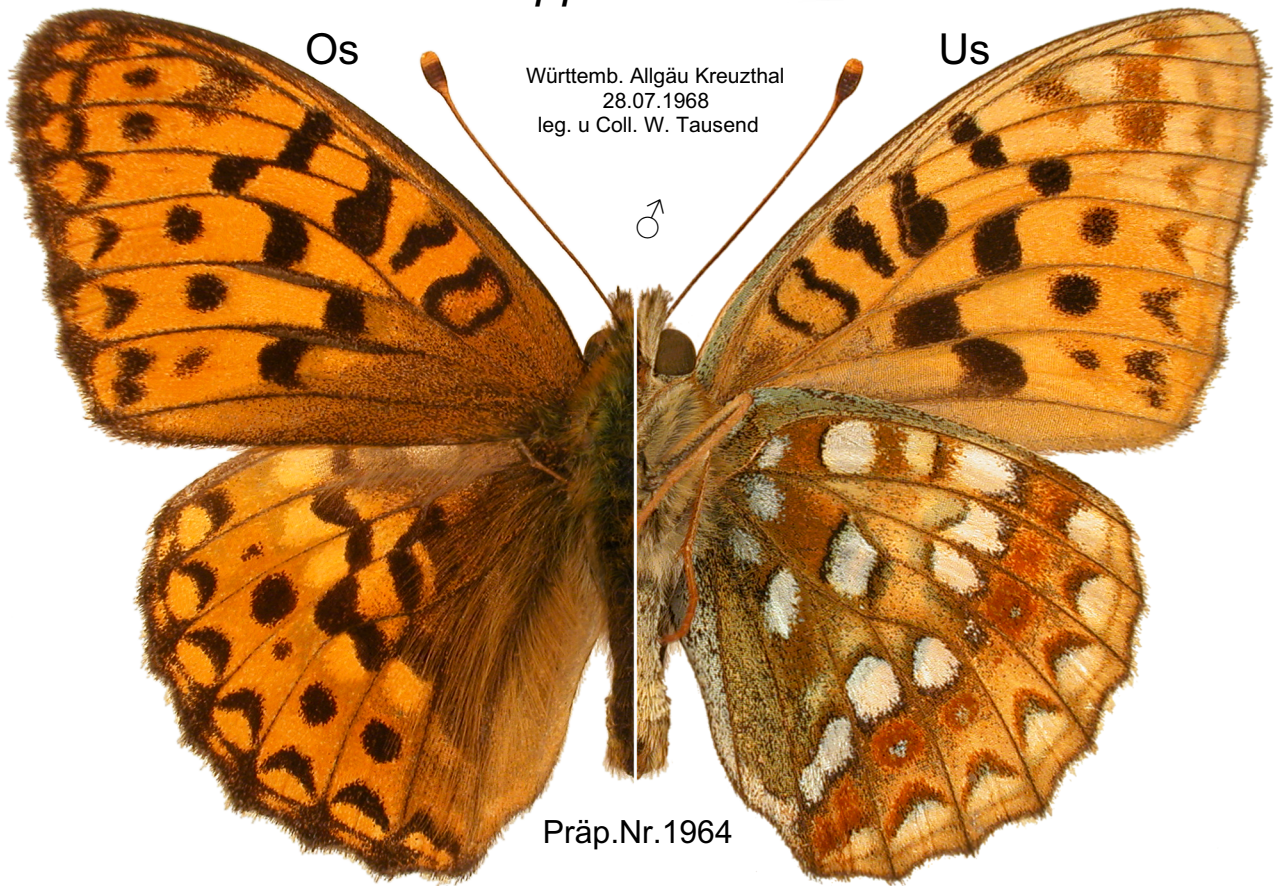 Os
Us
Württemb. Allgäu Kreuzthal
28.07.1968
leg. u Coll. W. Tausend
♂
Präp.Nr.1964